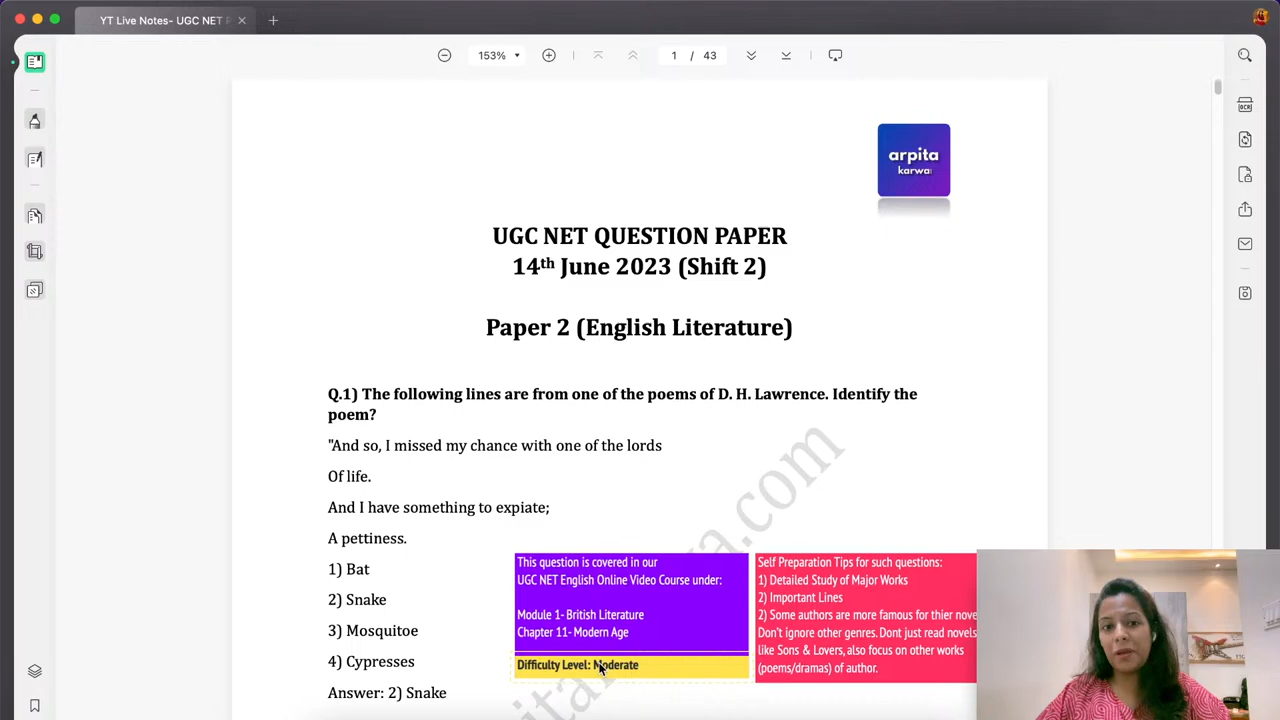 YT Live Notes- UGC NET P
153%
1 / 43
OCR
arpita
karwa
UGC NET QUESTION PAPER
14th June 2023 (Shift 2)
Paper 2 (English Literature)
Q.1) The following lines are from one of the poems of D. H. Lawrence. Identify the
poem?
"And so, I missed my chance with one of the lords
Of life.
And I have something to expiate;
A pettiness.
1) Bat
2) Snake
3) Mosquitoe
4) Cypresses
Answer: 2) Snake
This question is covered in our
UGC NET English Online Video Course under:
Module 1- British Literature
Chapter 11- Modern Age
Difficulty Level: Moderate
Self Preparation Tips for such questions:
1) Detailed Study of Major Works
2) Important Lines
2) Some authors are more famous for thier nove
Don't ignore other genres. Dont just read novels
like Sons & Lovers, also focus on other works
(poems/dramas) of author.